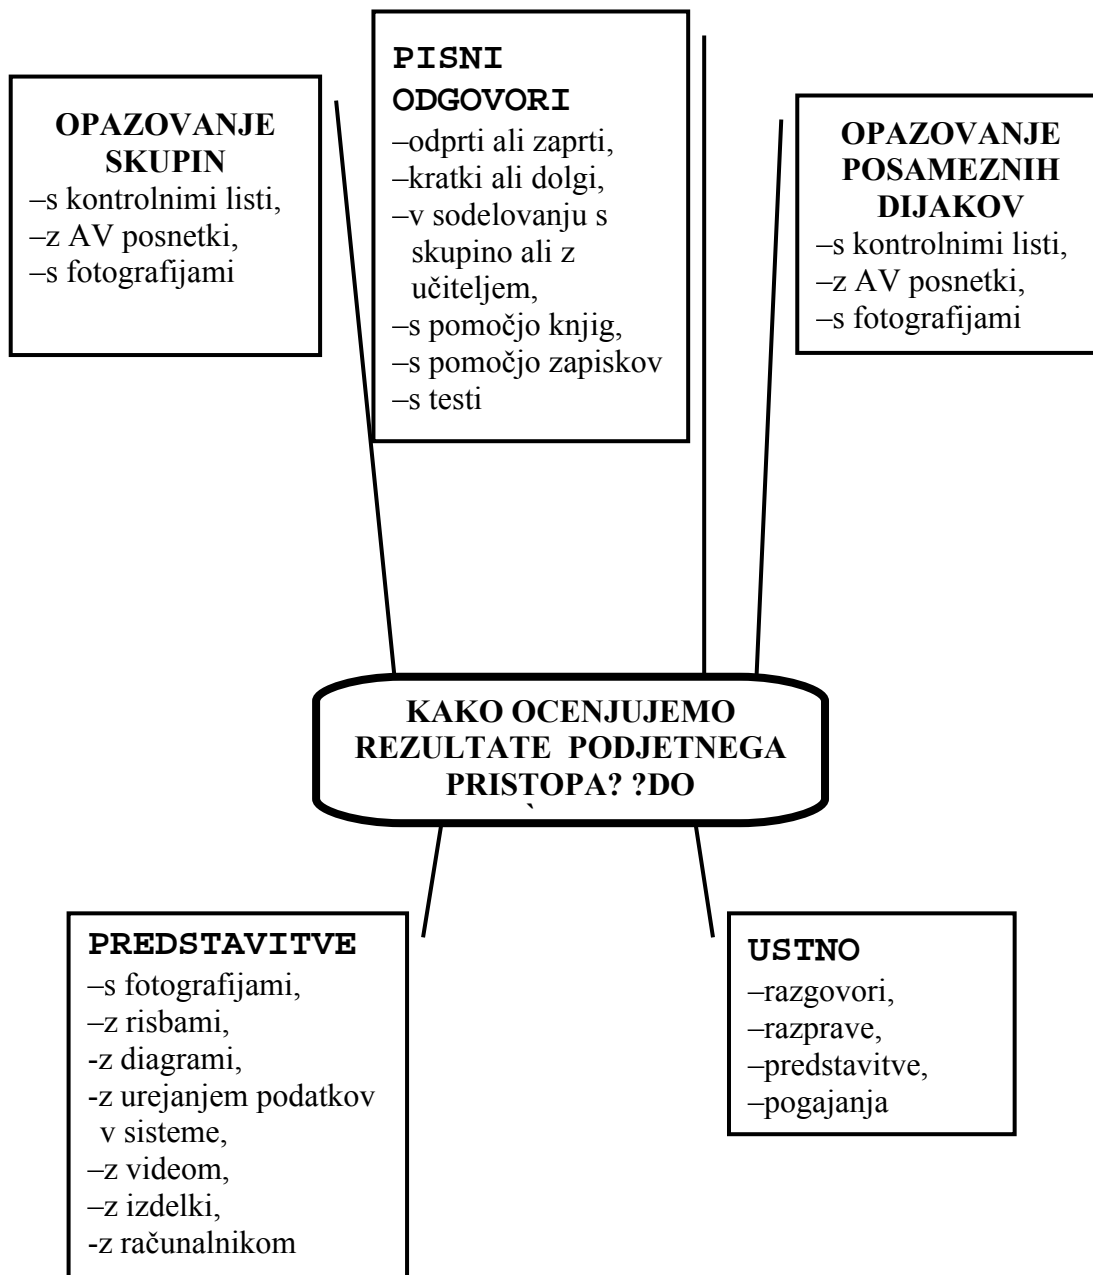 OPAZOVANJE
SKUPIN
–s kontrolnimi listi,
–z AV posnetki,
–s fotografijami
PISNI
ODGOVORI
–odprti ali zaprti,
–kratki ali dolgi,
–v sodelovanju s
skupino ali z
učiteljem,
–s pomočjo knjig,
–s pomočjo zapiskov
–s testi
OPAZOVANJE
POSAMEZNIH
DIJAKOV
–s kontrolnimi listi,
–z AV posnetki,
–s fotografijami
KAKO OCENJUJEMO
REZULTATE PODJETNEGA
PRISTOPA? ?DO
`
PREDSTAVITVE
–s fotografijami,
–z risbami,
-z diagrami,
-z urejanjem podatkov
v sisteme,
–z videom,
–z izdelki,
-z računalnikom
USTNO
–razgovori,
–razprave,
–predstavitve,
–pogajanja